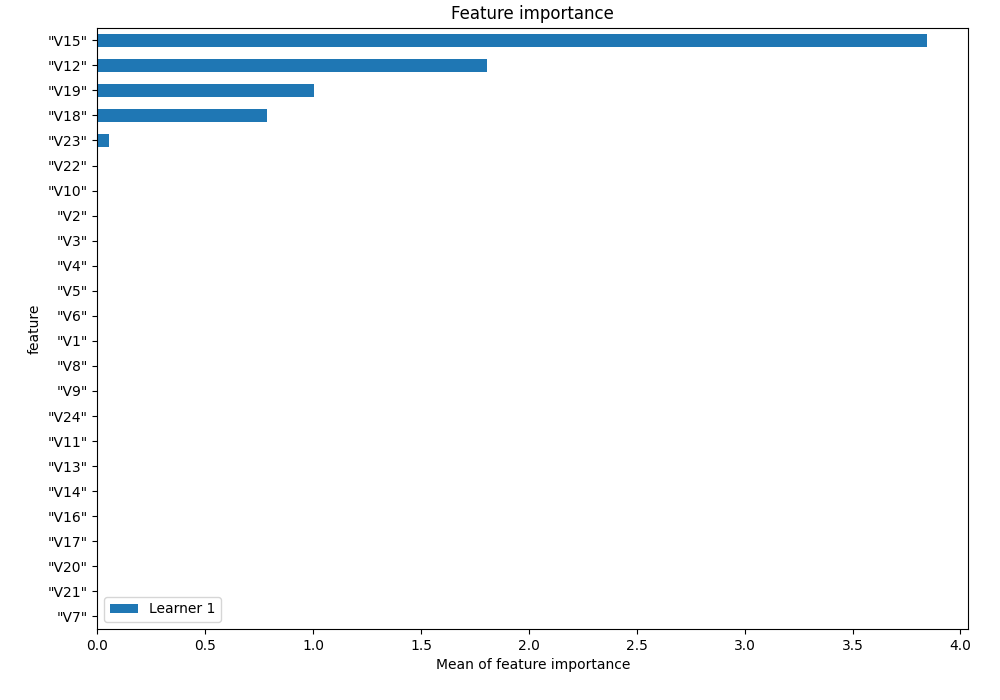 Feature importance
"V15"
"V12"
"V19"
"V18"
"V23"
"V22"
"V10"
"V2"
"V3"
"V4"
"V5"
"V6"
"V1"
"V8"
"V9"
"V24"
"V11"
"V13"
"V14"
"V16"
"V17"
"V20"
"V21"
"V7"
feature
Learner 1
0.0 0.5 1.0 1.5 2.0 2.5 3.0 3.5 4.0
Mean of feature importance